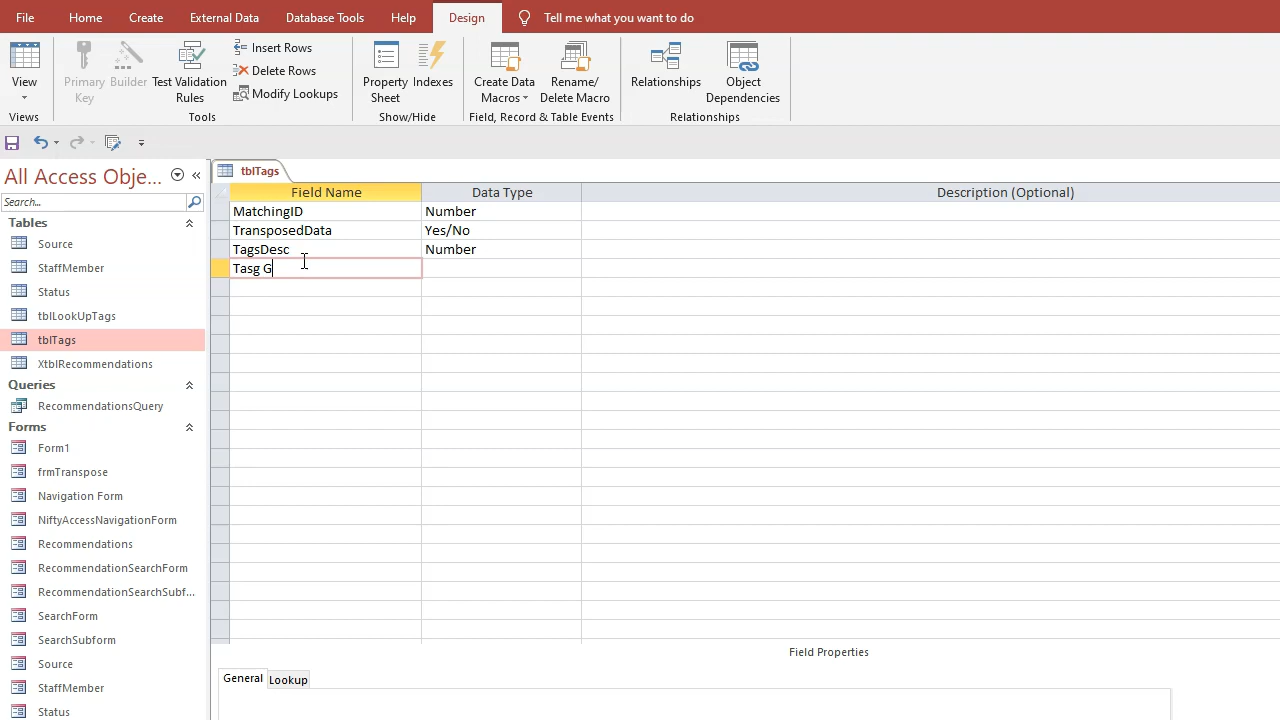 File Home Create External Data Database Tools Help Design Tell me what you want to do
View
Primary Key
Builder
Test Validation Rules
Insert Rows
Delete Rows
Modify Lookups
Property Sheet
Indexes
Create Data Macros
Rename/ Delete Macro
Relationships
Object Dependencies
Views Tools Show/Hide Field, Record & Table Events Relationships
All Access Obje...
Search...
Tables
Source
StaffMember
Status
tblLookUpTags
tblTags
XtblRecommendations
Queries
RecommendationsQuery
Forms
Form1
frmTranspose
Navigation Form
NiftyAccessNavigationForm
Recommendations
RecommendationSearchForm
RecommendationSearchSubf...
SearchForm
SearchSubform
Source
StaffMember
Status
tblTags
Field Name Data Type Description (Optional)
MatchingID Number
TransposedData Yes/No
TagsDesc Number
Tasg G
Field Properties
General Lookup